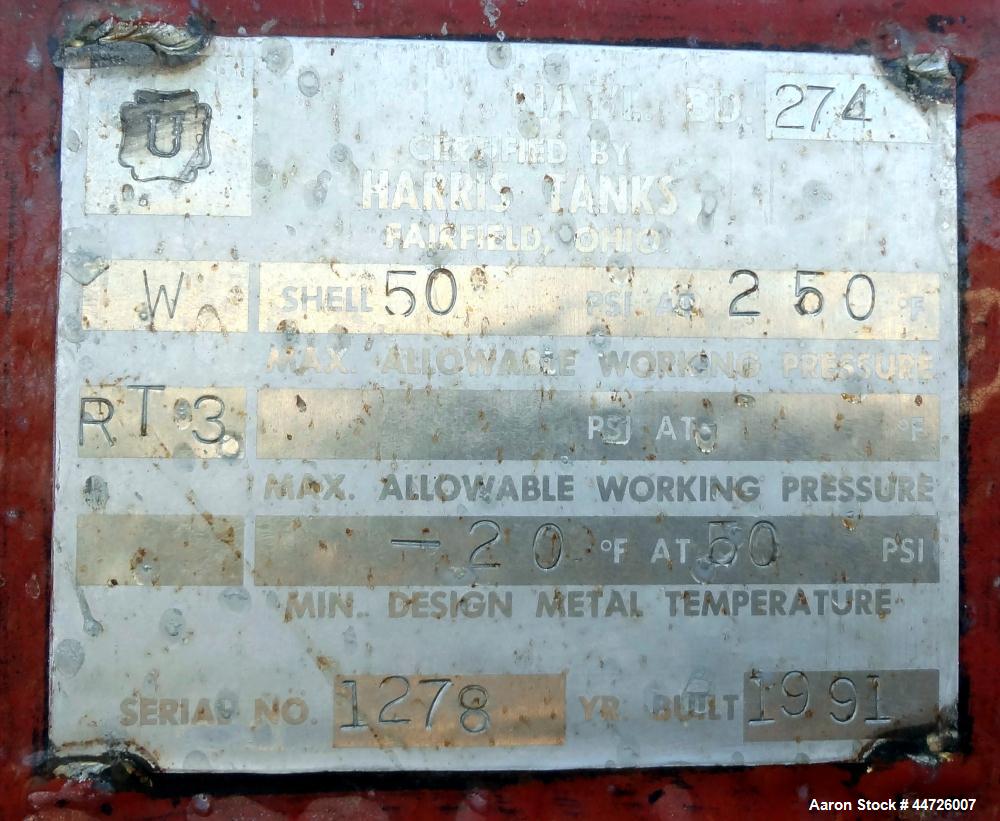 U
NAT'L. BD. 274
CERTIFIED BY
HARRIS TANKS
FAIRFIELD, OHIO.
W SHELL 50 PSI AT 250 °F
MAX. ALLOWABLE WORKING PRESSURE
RT 3 PSI AT °F
MAX. ALLOWABLE WORKING PRESSURE
-20 °F AT 50 PSI
MIN. DESIGN METAL TEMPERATURE
SERIAL NO. 1278 YR. BUILT 1991
Aaron Stock # 44726007